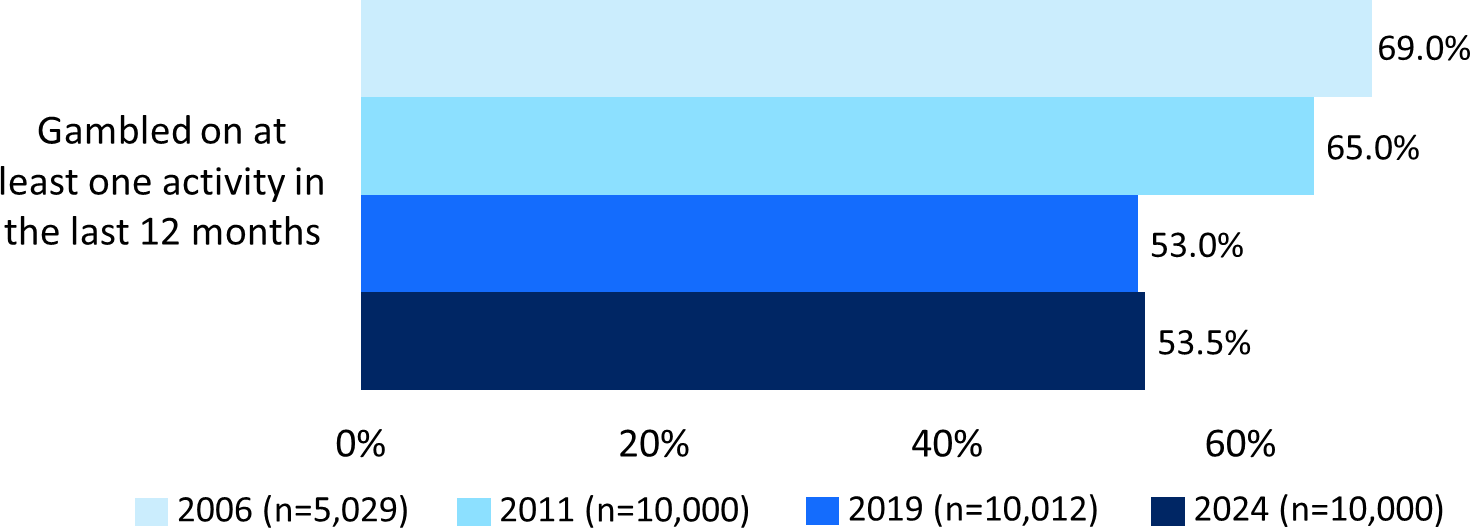 69.0%
Gambled on at
least one activity in
the last 12 months
65.0%
53.0%
53.5%
0% 20% 40% 60%
2006 (n=5,029) 2011 (n=10,000) 2019 (n=10,012) 2024 (n=10,000)